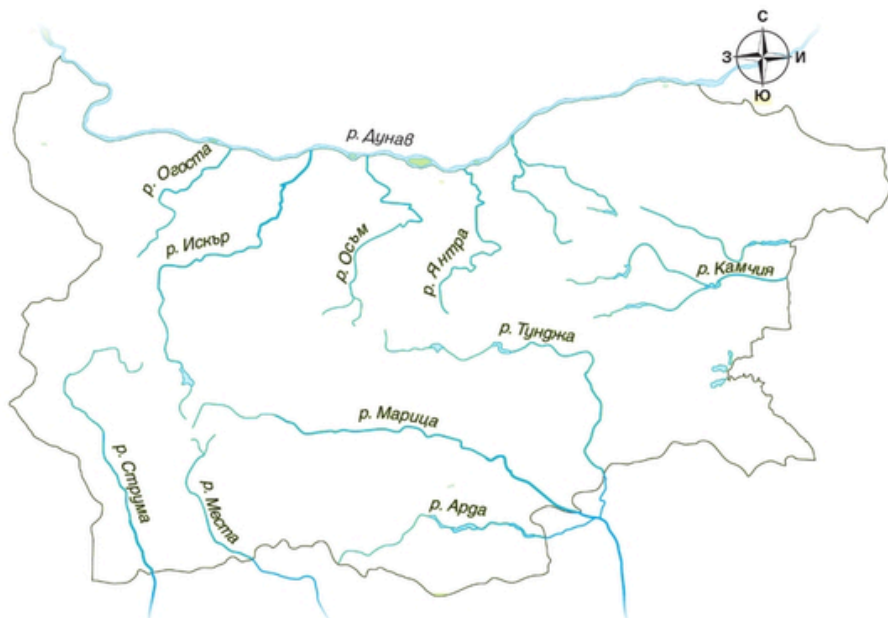 С
З
И
Ю
р. Дунав
р. Огоста
р. Искър
р. Осъм
р. Янтра
р. Камчия
р. Тунджа
р. Марица
р. Струма
р. Места
р. Арда